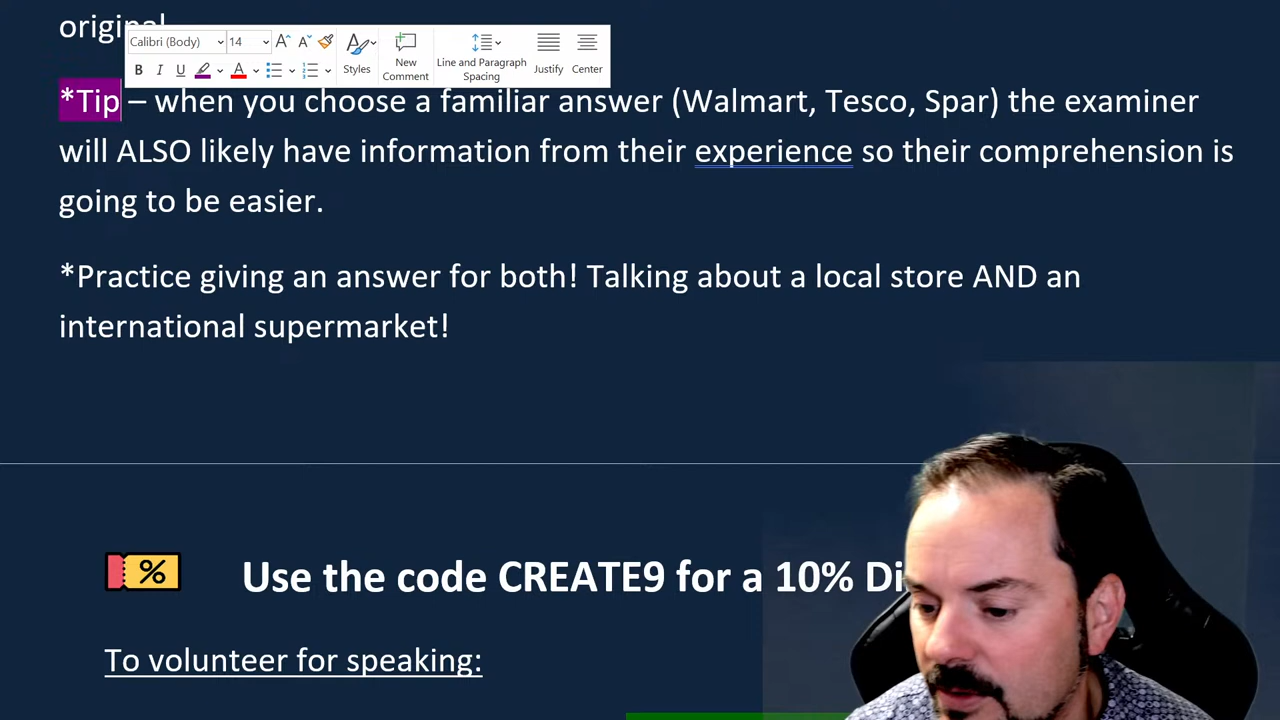 original
Calibri (Body) 14
New
Comment
Styles
Line and Paragraph
Spacing
Justify
Center
B I U A
*Tip – when you choose a familiar answer (Walmart, Tesco, Spar) the examiner
will ALSO likely have information from their experience so their comprehension is
going to be easier.
*Practice giving an answer for both! Talking about a local store AND an
international supermarket!
% Use the code CREATE9 for a 10% Di
To volunteer for speaking: